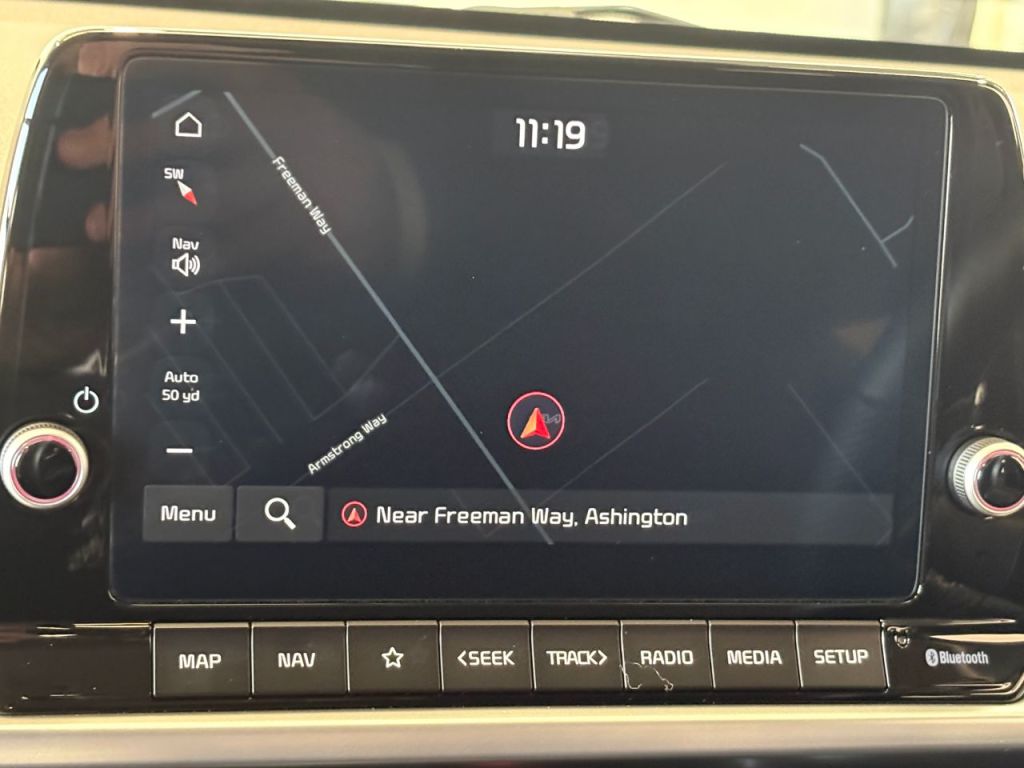 11:19
SW
Freeman Way
Nav
Auto
50 yd
Armstrong Way
Menu
Near Freeman Way, Ashington
MAP
NAV
<SEEK
TRACK>
RADIO
MEDIA
SETUP
Bluetooth